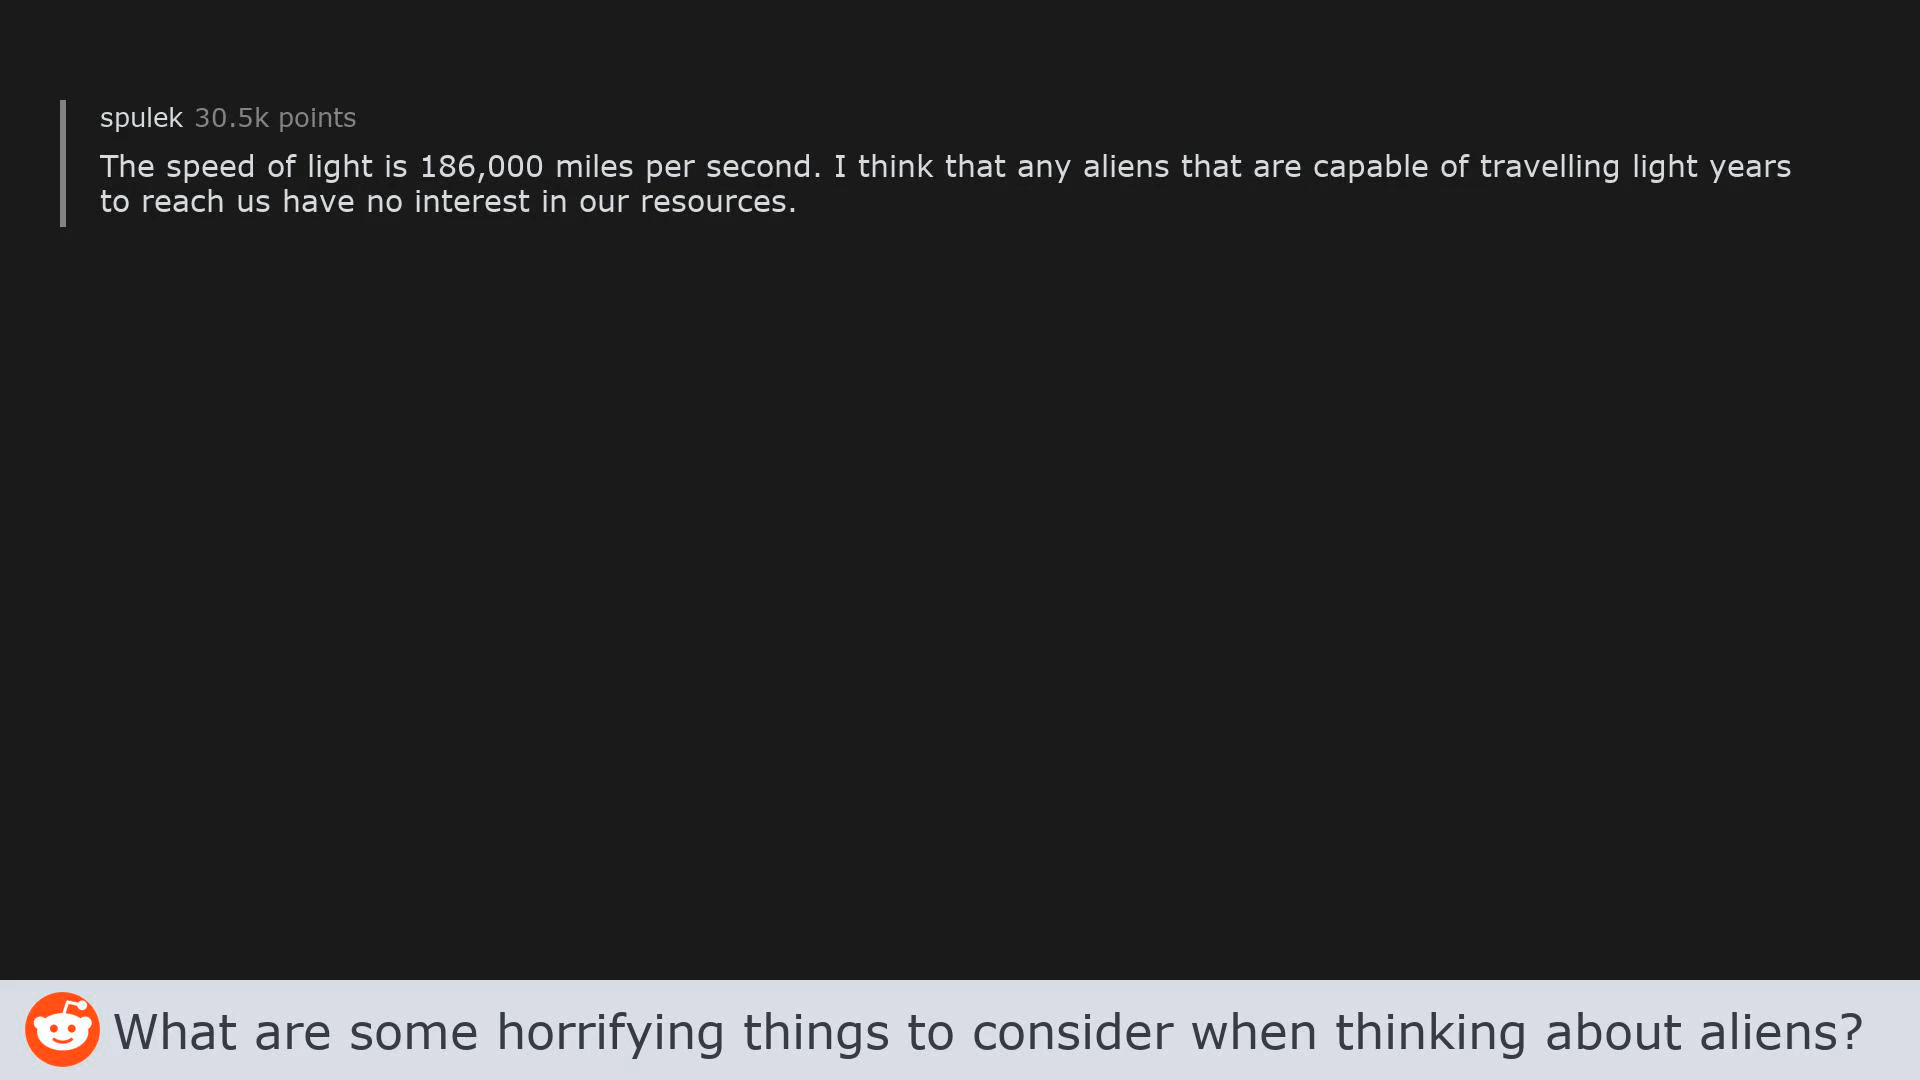 spulek 30.5k points
The speed of light is 186,000 miles per second. I think that any aliens that are capable of travelling light years
to reach us have no interest in our resources.
What are some horrifying things to consider when thinking about aliens?